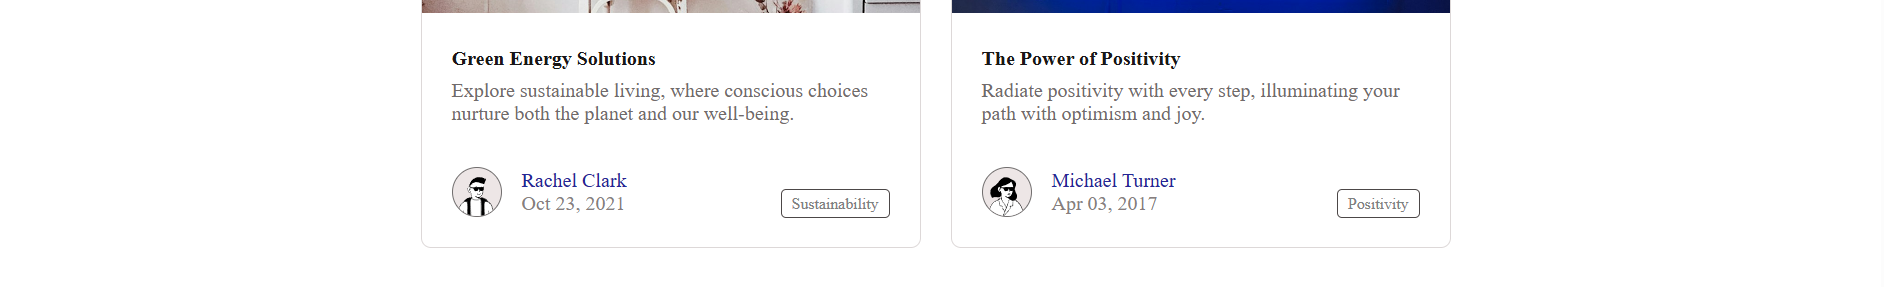 Green Energy Solutions
Explore sustainable living, where conscious choices
nurture both the planet and our well-being.
Rachel Clark
Oct 23, 2021
Sustainability
The Power of Positivity
Radiate positivity with every step, illuminating your
path with optimism and joy.
Michael Turner
Apr 03, 2017
Positivity